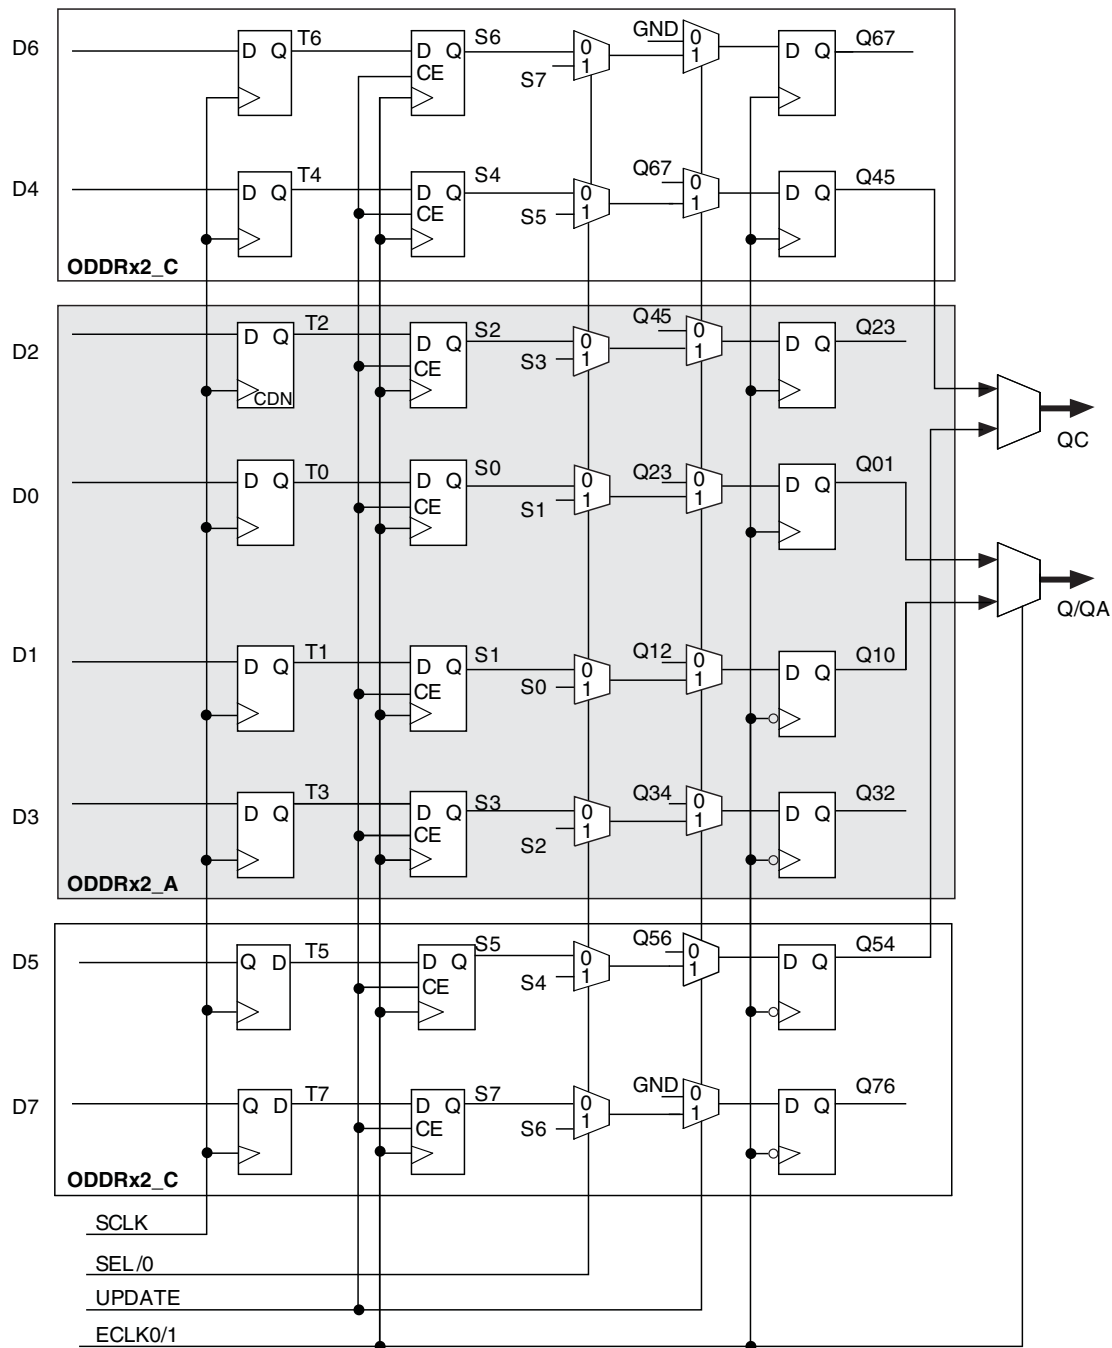 D6 D Q T6 D Q S6 0 GND 0 D Q Q67
CE S7 1 1
D4 D Q T4 D Q S4 0 Q67 0 D Q Q45
CE S5 1 1
ODDRx2_C
D2 D Q T2 D Q S2 0 Q45 0 D Q Q23
CDN CE S3 1 1
QC
D0 D Q T0 D Q S0 0 Q23 0 D Q Q01
CE S1 1 1
Q/QA
D1 D Q T1 D Q S1 0 Q12 0 D Q Q10
CE S0 1 1
D3 D Q T3 D Q S3 0 Q34 0 D Q Q32
CE S2 1 1
ODDRx2_A
D5 Q D T5 D Q S5 0 Q56 0 D Q Q54
CE S4 1 1
D7 Q D T7 D Q S7 0 GND 0 D Q Q76
CE S6 1 1
ODDRx2_C
SCLK
SEL/0
UPDATE
ECLK0/1